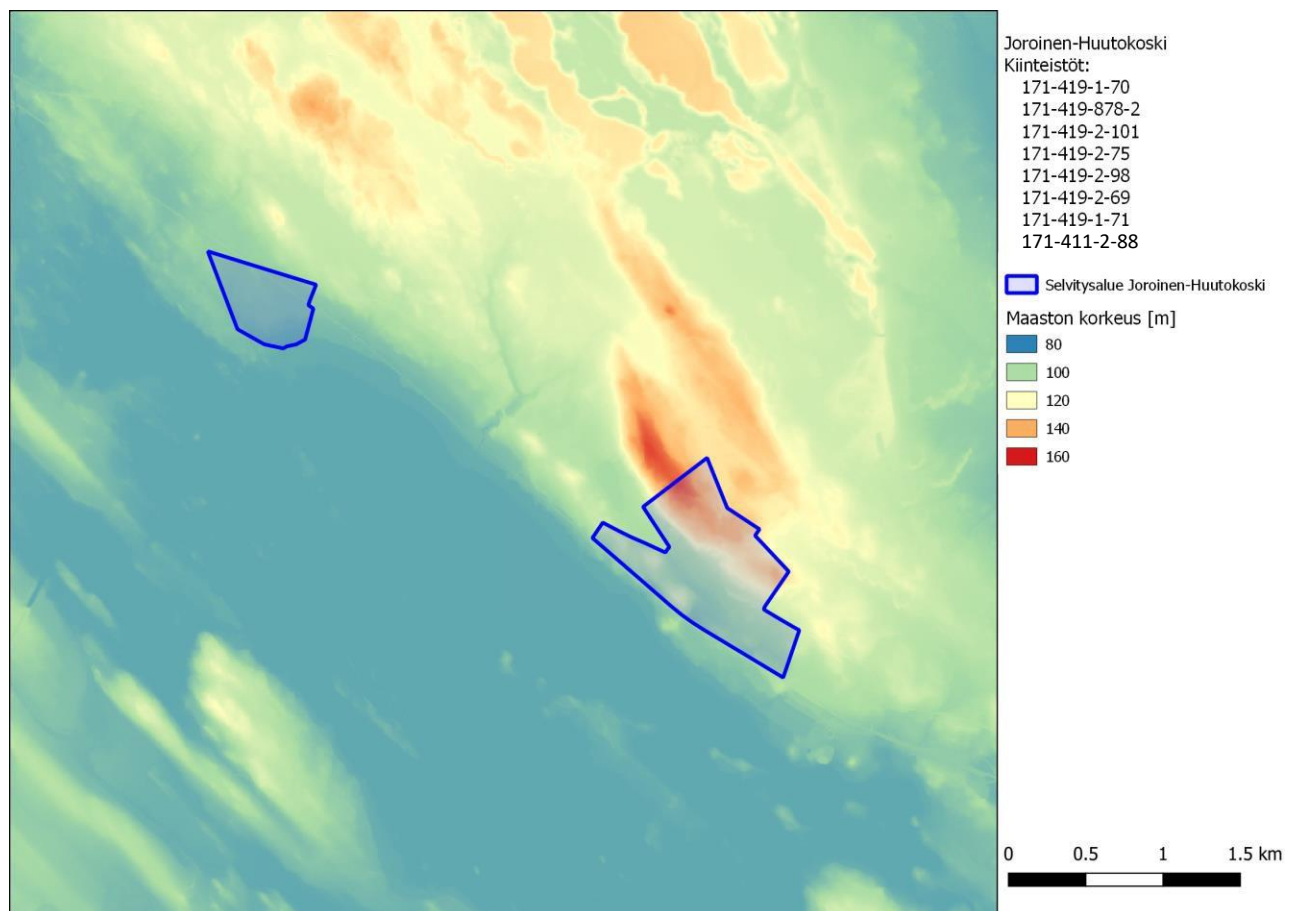 Joroinen-Huutokoski
Kiinteistöt:
171-419-1-70
171-419-878-2
171-419-2-101
171-419-2-75
171-419-2-98
171-419-2-69
171-419-1-71
171-411-2-88
Selvitysalue Joroinen-Huutokoski
Maaston korkeus [m]
80
100
120
140
160
0 0.5 1 1.5 km